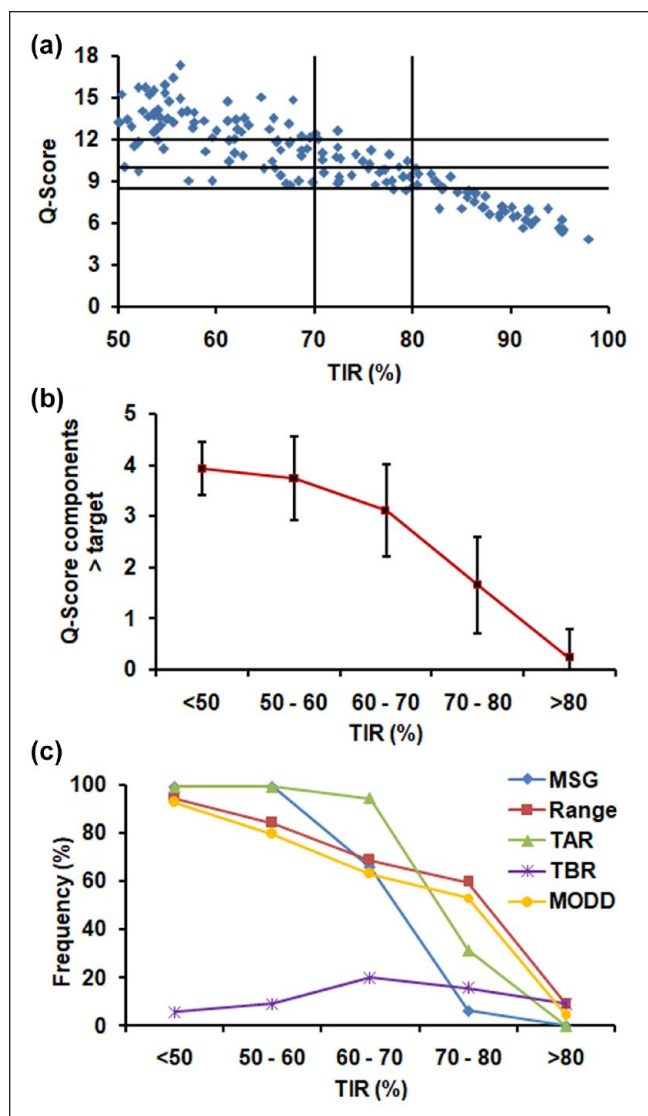 (a)
18
15
12
9
6
3
0
Q-Score
50 60 70 80 90 100
TIR (%)
(b)
5
4
3
2
1
0
Q-Score components
> target
<50 50 - 60 60 - 70 70 - 80 >80
TIR (%)
(c)
100
80
60
40
20
0
Frequency (%)
MSG
Range
TAR
TBR
MODD
<50 50 - 60 60 - 70 70 - 80 >80
TIR (%)